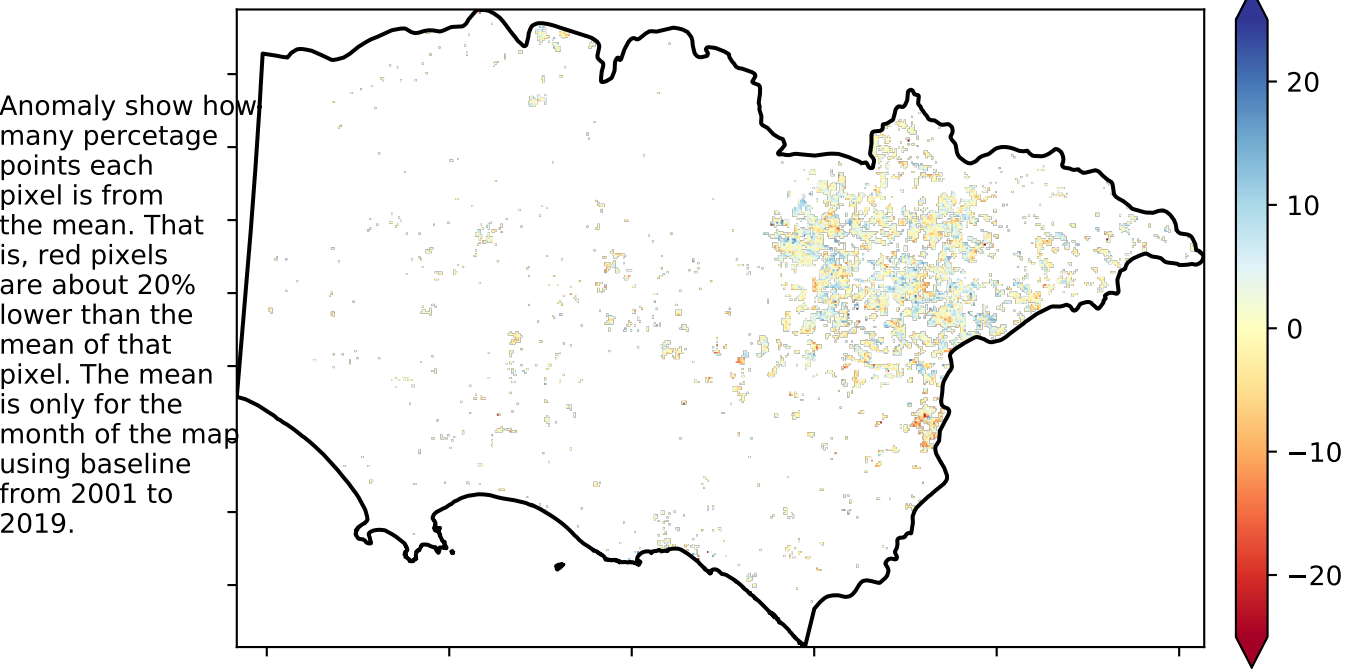 Anomaly show how
many percetage
points each
pixel is from
the mean. That
is, red pixels
are about 20%
lower than the
mean of that
pixel. The mean
is only for the
month of the map
using baseline
from 2001 to
2019.
20
10
0
−10
−20